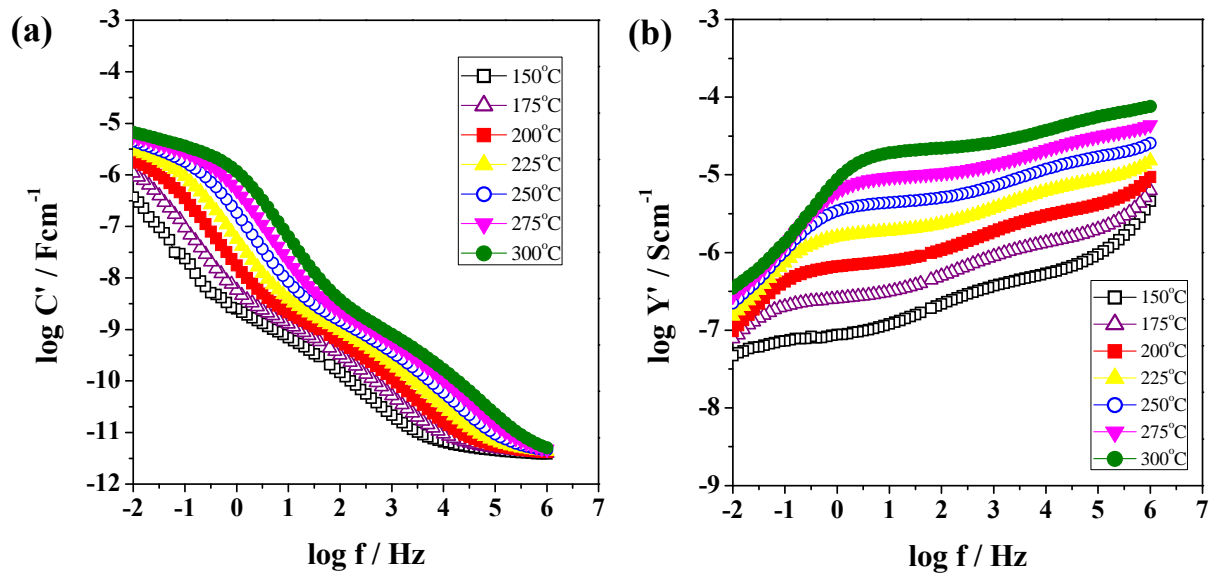 (a)
log C' / Fcm⁻¹
-3
-4
-5
-6
-7
-8
-9
-10
-11
-12
-2 -1 0 1 2 3 4 5 6 7
log f / Hz
150°C
175°C
200°C
225°C
250°C
275°C
300°C
(b)
log Y' / Scm⁻¹
-3
-4
-5
-6
-7
-8
-9
-2 -1 0 1 2 3 4 5 6 7
log f / Hz
150°C
175°C
200°C
225°C
250°C
275°C
300°C